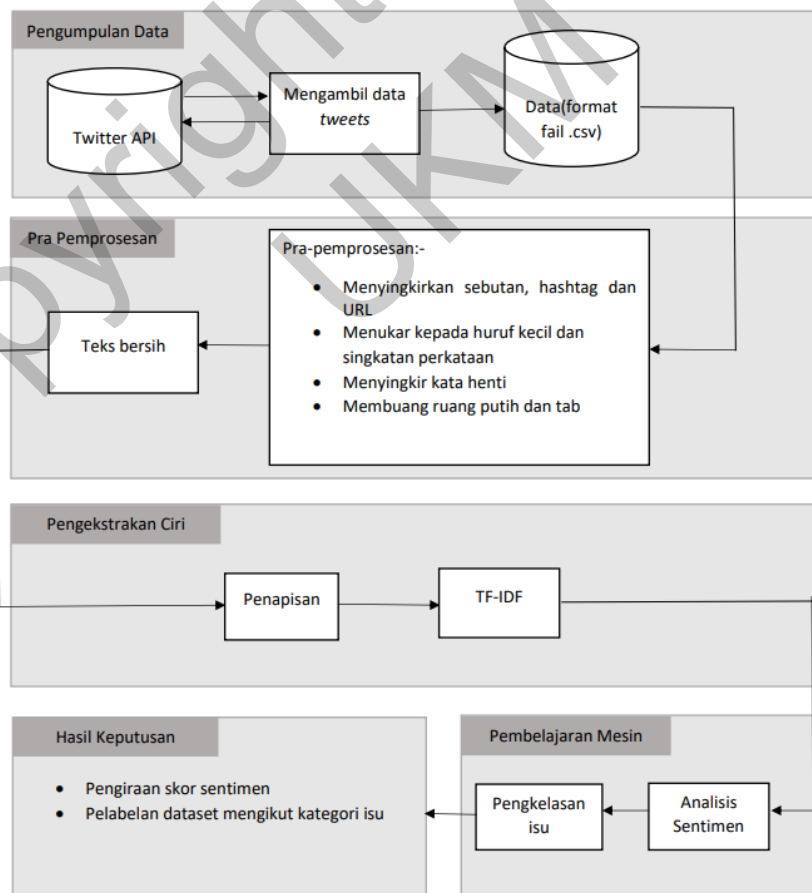 Pengumpulan Data
Twitter API
Mengambil data
tweets
Data(format
fail .csv)
Pra Pemprosesan
Pra-pemprosesan:-
• Menyingkirkan sebutan, hashtag dan
URL
• Menukar kepada huruf kecil dan
singkatan perkataan
• Menyingkir kata henti
• Membuang ruang putih dan tab
Teks bersih
Pengekstrakan Ciri
Penapisan
TF-IDF
Hasil Keputusan
• Pengiraan skor sentimen
• Pelabelan dataset mengikut kategori isu
Pembelajaran Mesin
Pengkelasan
isu
Analisis
Sentimen
pyright
UKM